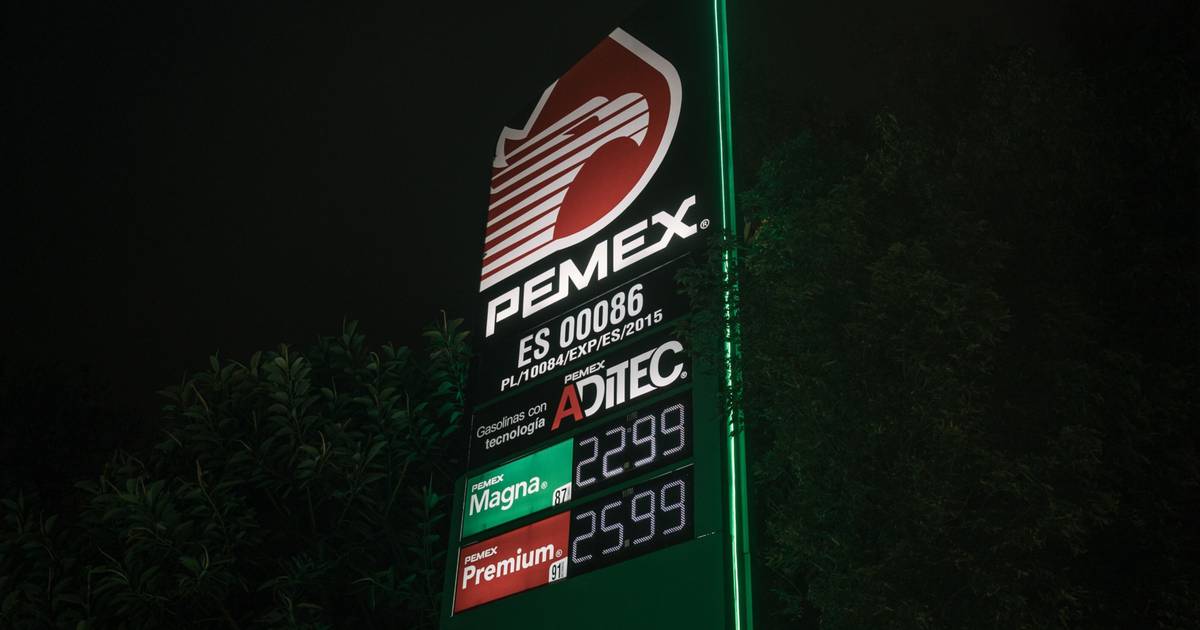 PEMEX®
ES 00086
PL/10084/EXP/ES/2015
Gasolinas con
tecnología
PEMEX
ADiTEC®
PEMEX
Magna®
87
22:99
PEMEX
Premium®
91
25.99